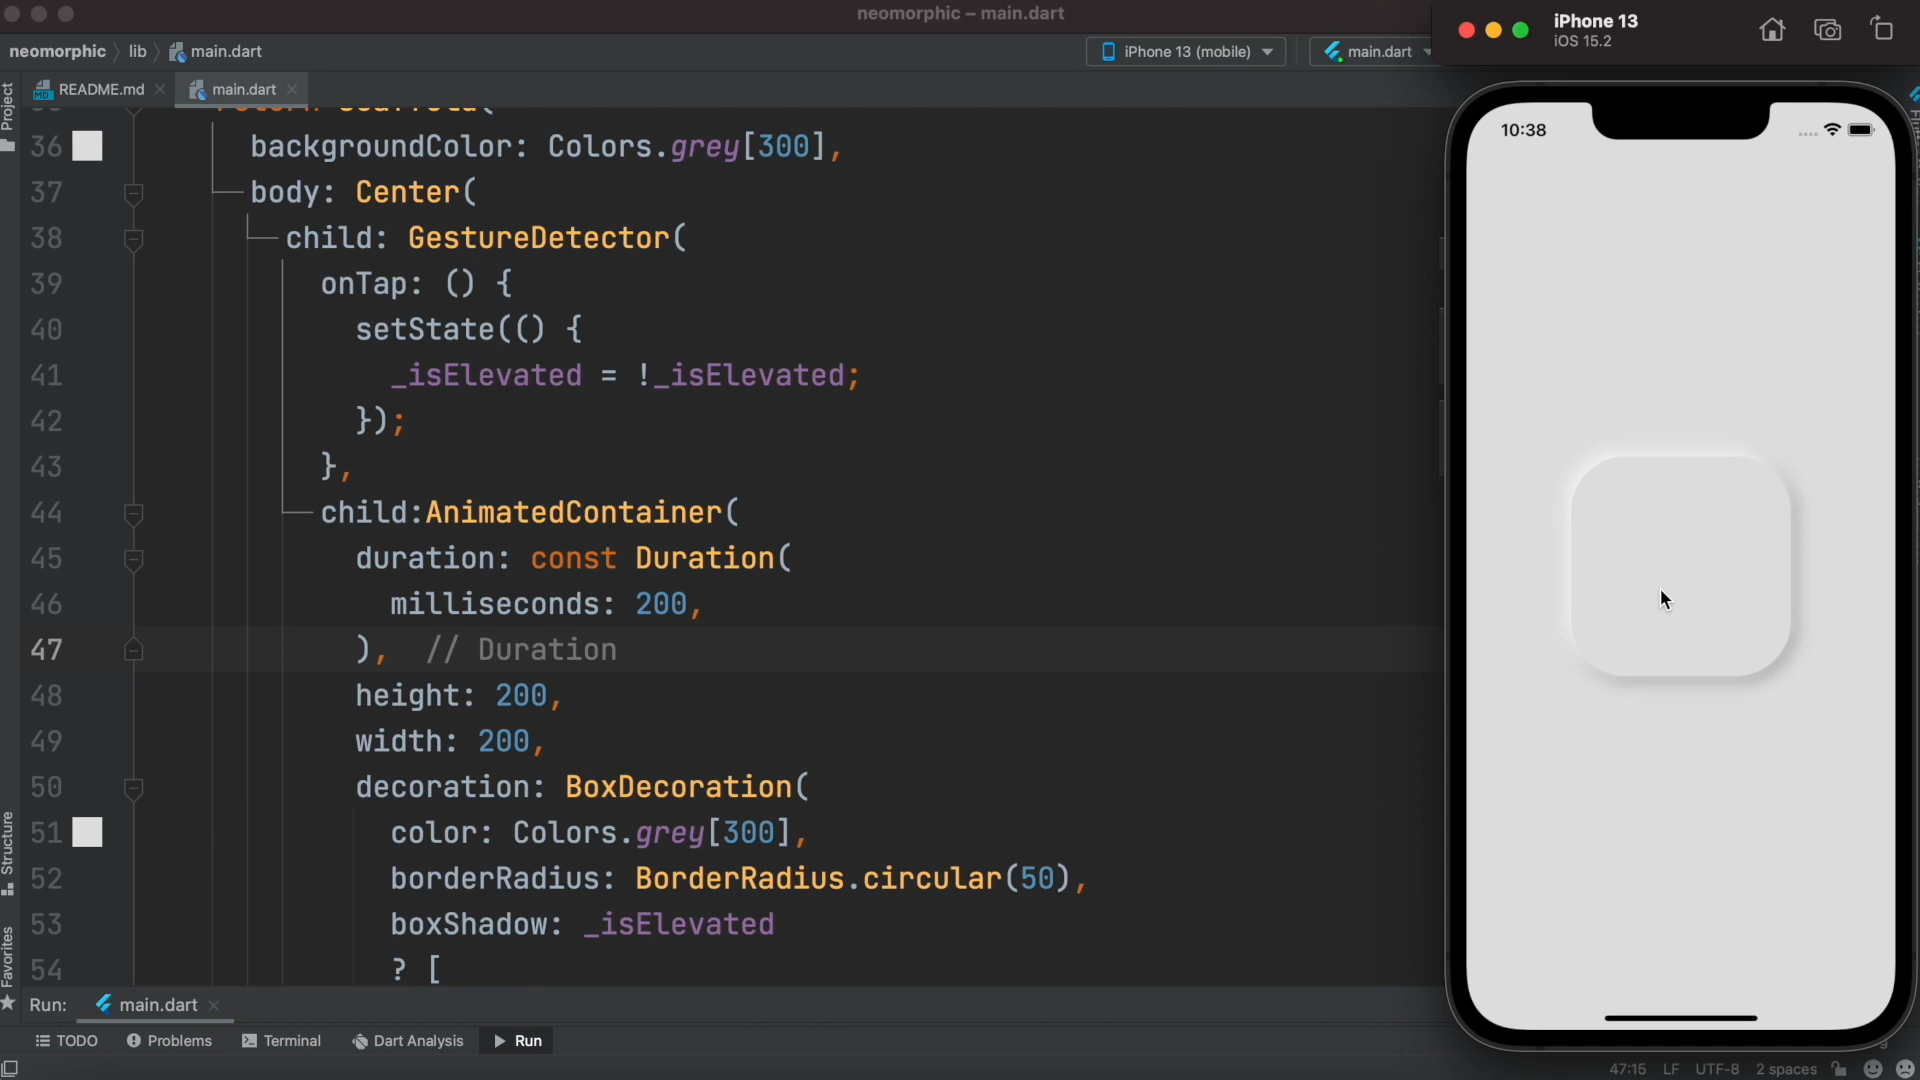 neomorphic – main.dart
iPhone 13
iOS 15.2
neomorphic lib main.dart
iPhone 13 (mobile)
main.dart
Project
README.md
main.dart
36 backgroundColor: Colors.grey[300],
37 body: Center(
38 child: GestureDetector(
39 onTap: () {
40 setState(() {
41 _isElevated = !_isElevated;
42 });
43 },
44 child:AnimatedContainer(
45 duration: const Duration(
46 milliseconds: 200,
47 ), // Duration
48 height: 200,
49 width: 200,
50 decoration: BoxDecoration(
51 color: Colors.grey[300],
52 borderRadius: BorderRadius.circular(50),
53 boxShadow: _isElevated
54 ? [
10:38
Structure
Favorites
Run: main.dart
TODO Problems Terminal Dart Analysis Run
47:15 LF UTF-8 2 spaces